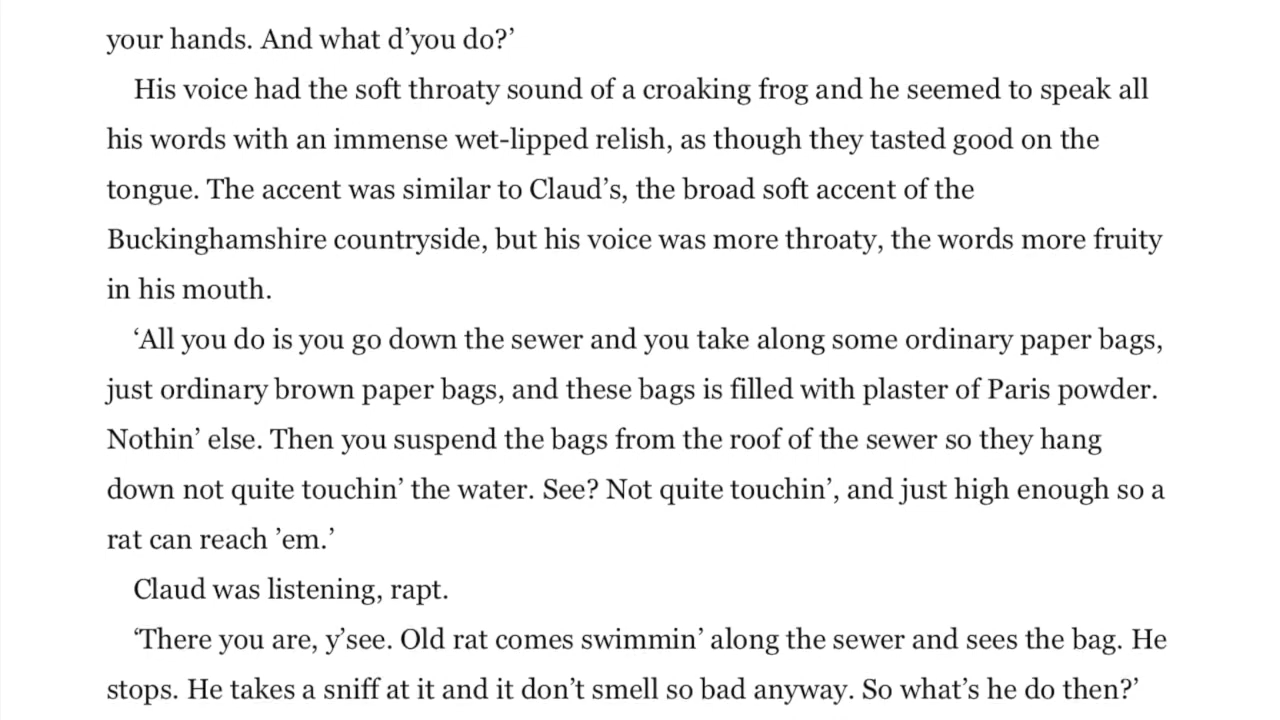 your hands. And what d’you do?’
His voice had the soft throaty sound of a croaking frog and he seemed to speak all
his words with an immense wet-lipped relish, as though they tasted good on the
tongue. The accent was similar to Claud’s, the broad soft accent of the
Buckinghamshire countryside, but his voice was more throaty, the words more fruity
in his mouth.
‘All you do is you go down the sewer and you take along some ordinary paper bags,
just ordinary brown paper bags, and these bags is filled with plaster of Paris powder.
Nothin’ else. Then you suspend the bags from the roof of the sewer so they hang
down not quite touchin’ the water. See? Not quite touchin’, and just high enough so a
rat can reach ’em.’
Claud was listening, rapt.
‘There you are, y’see. Old rat comes swimmin’ along the sewer and sees the bag. He
stops. He takes a sniff at it and it don’t smell so bad anyway. So what’s he do then?’